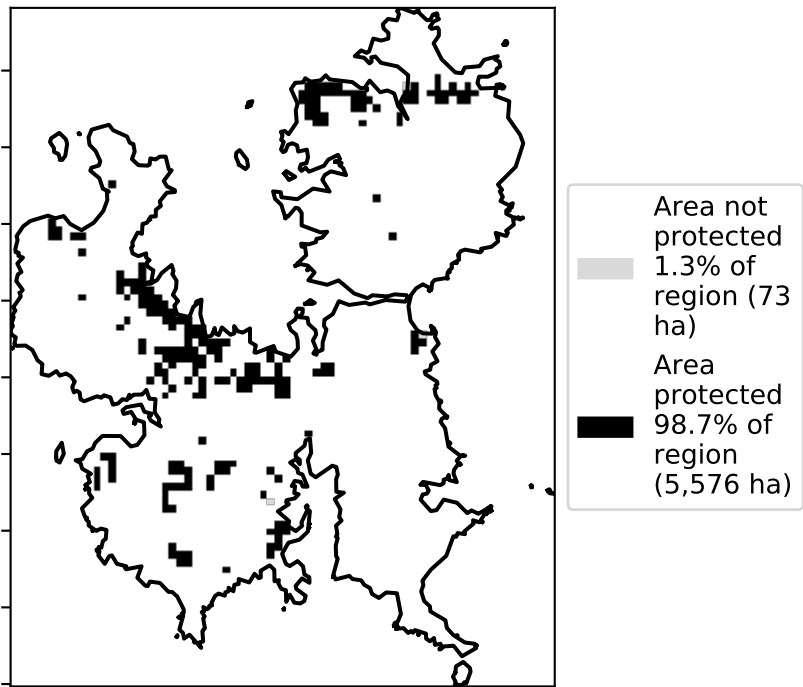 Area not
protected
1.3% of
region (73
ha)
Area
protected
98.7% of
region
(5,576 ha)